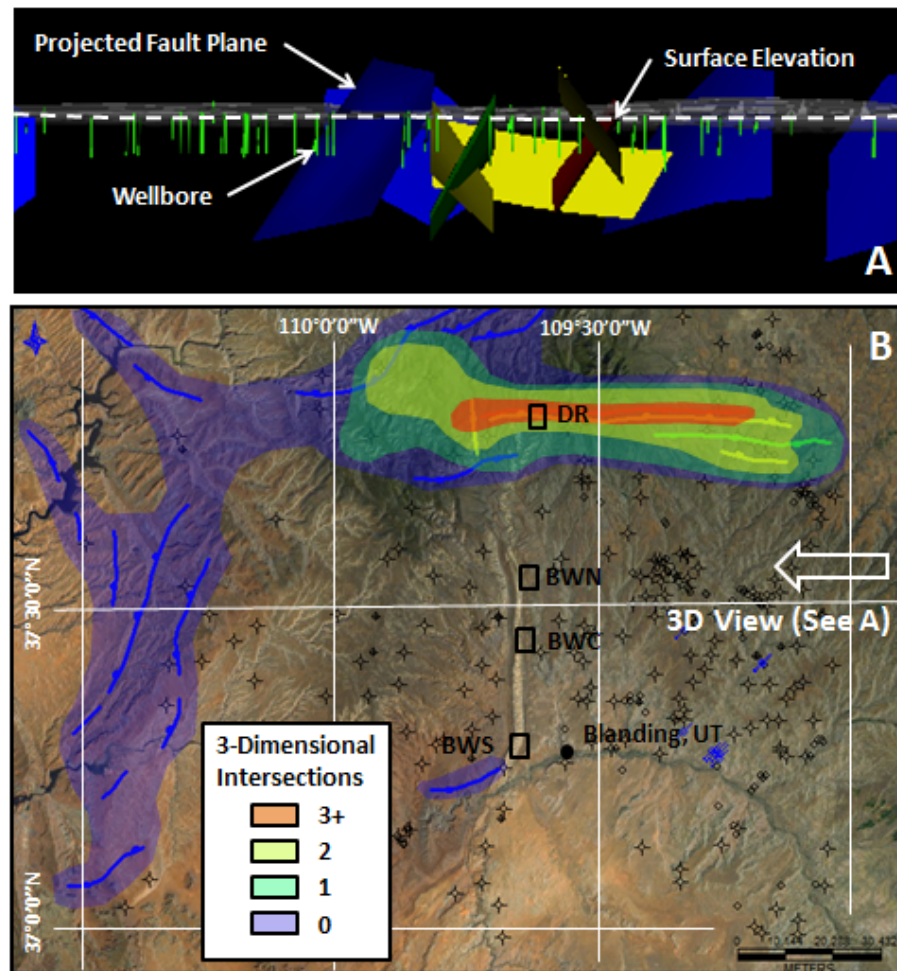 Projected Fault Plane
Surface Elevation
Wellbore
A
110°0'0"W
109°30'0"W
B
DR
BWN
37°30'0"N
3D View (See A)
BWC
BWS
Blanding, UT
3-Dimensional
Intersections
3+
2
1
0
37°0'0"N
METERS